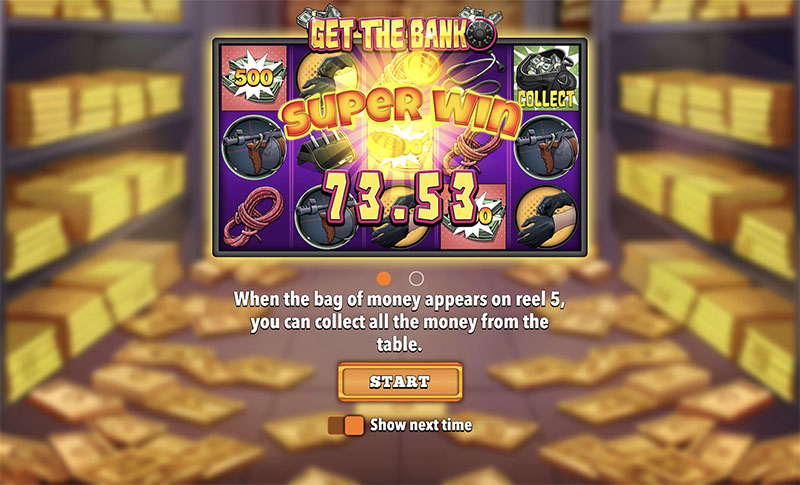 GET THE BANK
500
COLLECT
SUPER WIN
73.53
When the bag of money appears on reel 5,
you can collect all the money from the
table.
START
Show next time